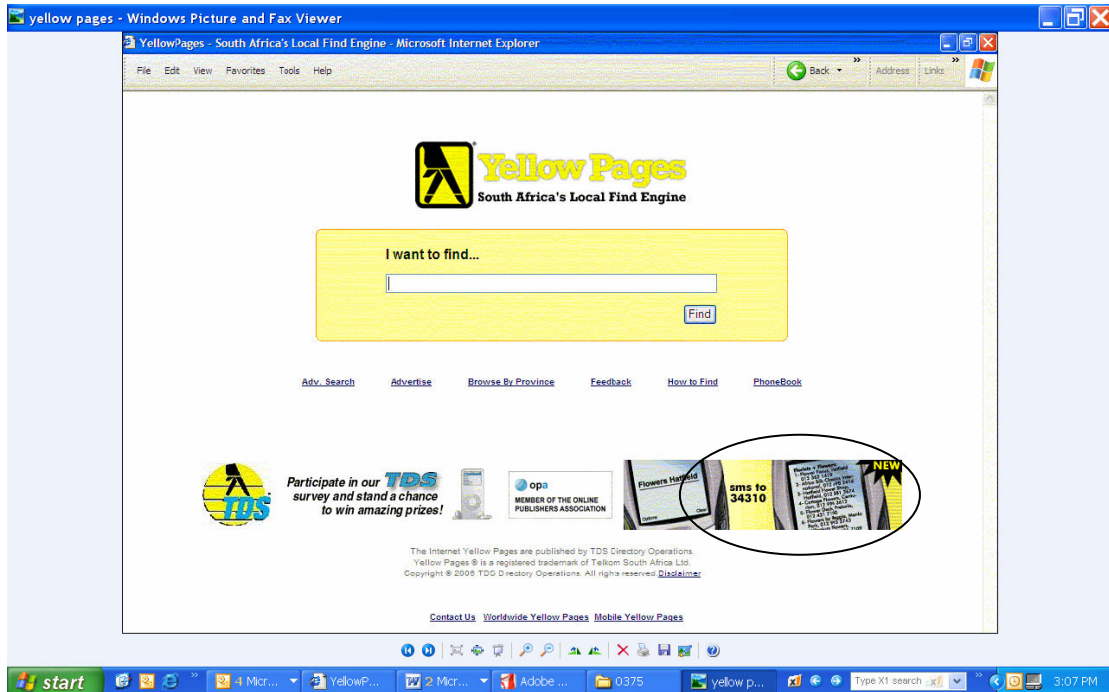 yellow pages - Windows Picture and Fax Viewer
YellowPages - South Africa's Local Find Engine - Microsoft Internet Explorer
File Edit View Favorites Tools Help
Back
Address
Links
Yellow Pages
South Africa's Local Find Engine
I want to find...
Find
Adv. Search Advertise Browse By Province Feedback How to Find PhoneBook
TDS
Participate in our TDS
survey and stand a chance
to win amazing prizes!
opa
MEMBER OF THE ONLINE
PUBLISHERS ASSOCIATION
Flowers Hatfield
Options Clear
sms to
34310
Florists + Flowers:
NEW
The Internet Yellow Pages are published by TDS Directory Operations.
Yellow Pages ® is a registered trademark of Telkom South Africa Ltd.
Copyright © 2006 TDS Directory Operations. All rights reserved. Disclaimer
Contact Us Worldwide Yellow Pages Mobile Yellow Pages
start
4 Micr...
YellowP...
2 Micr...
Adobe ...
0375
yellow p...
Type X1 search
3:07 PM